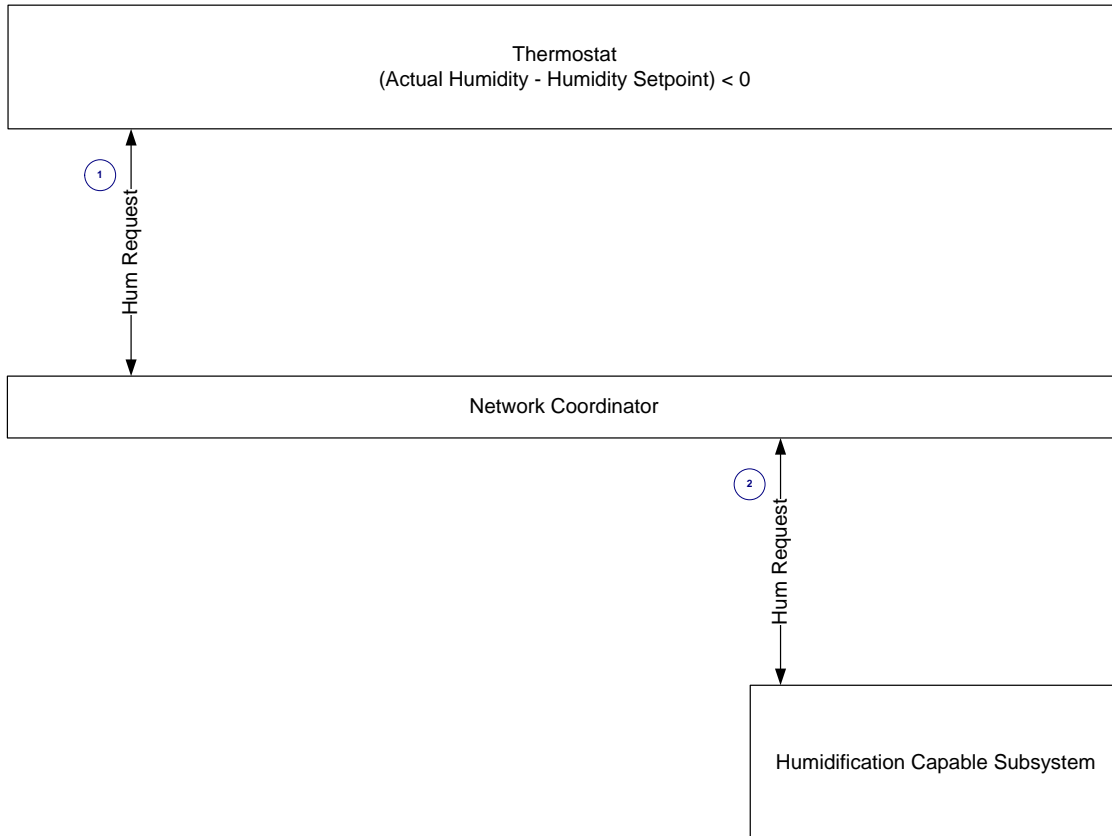 Thermostat
(Actual Humidity - Humidity Setpoint) < 0
1
Hum Request
Network Coordinator
2
Hum Request
Humidification Capable Subsystem